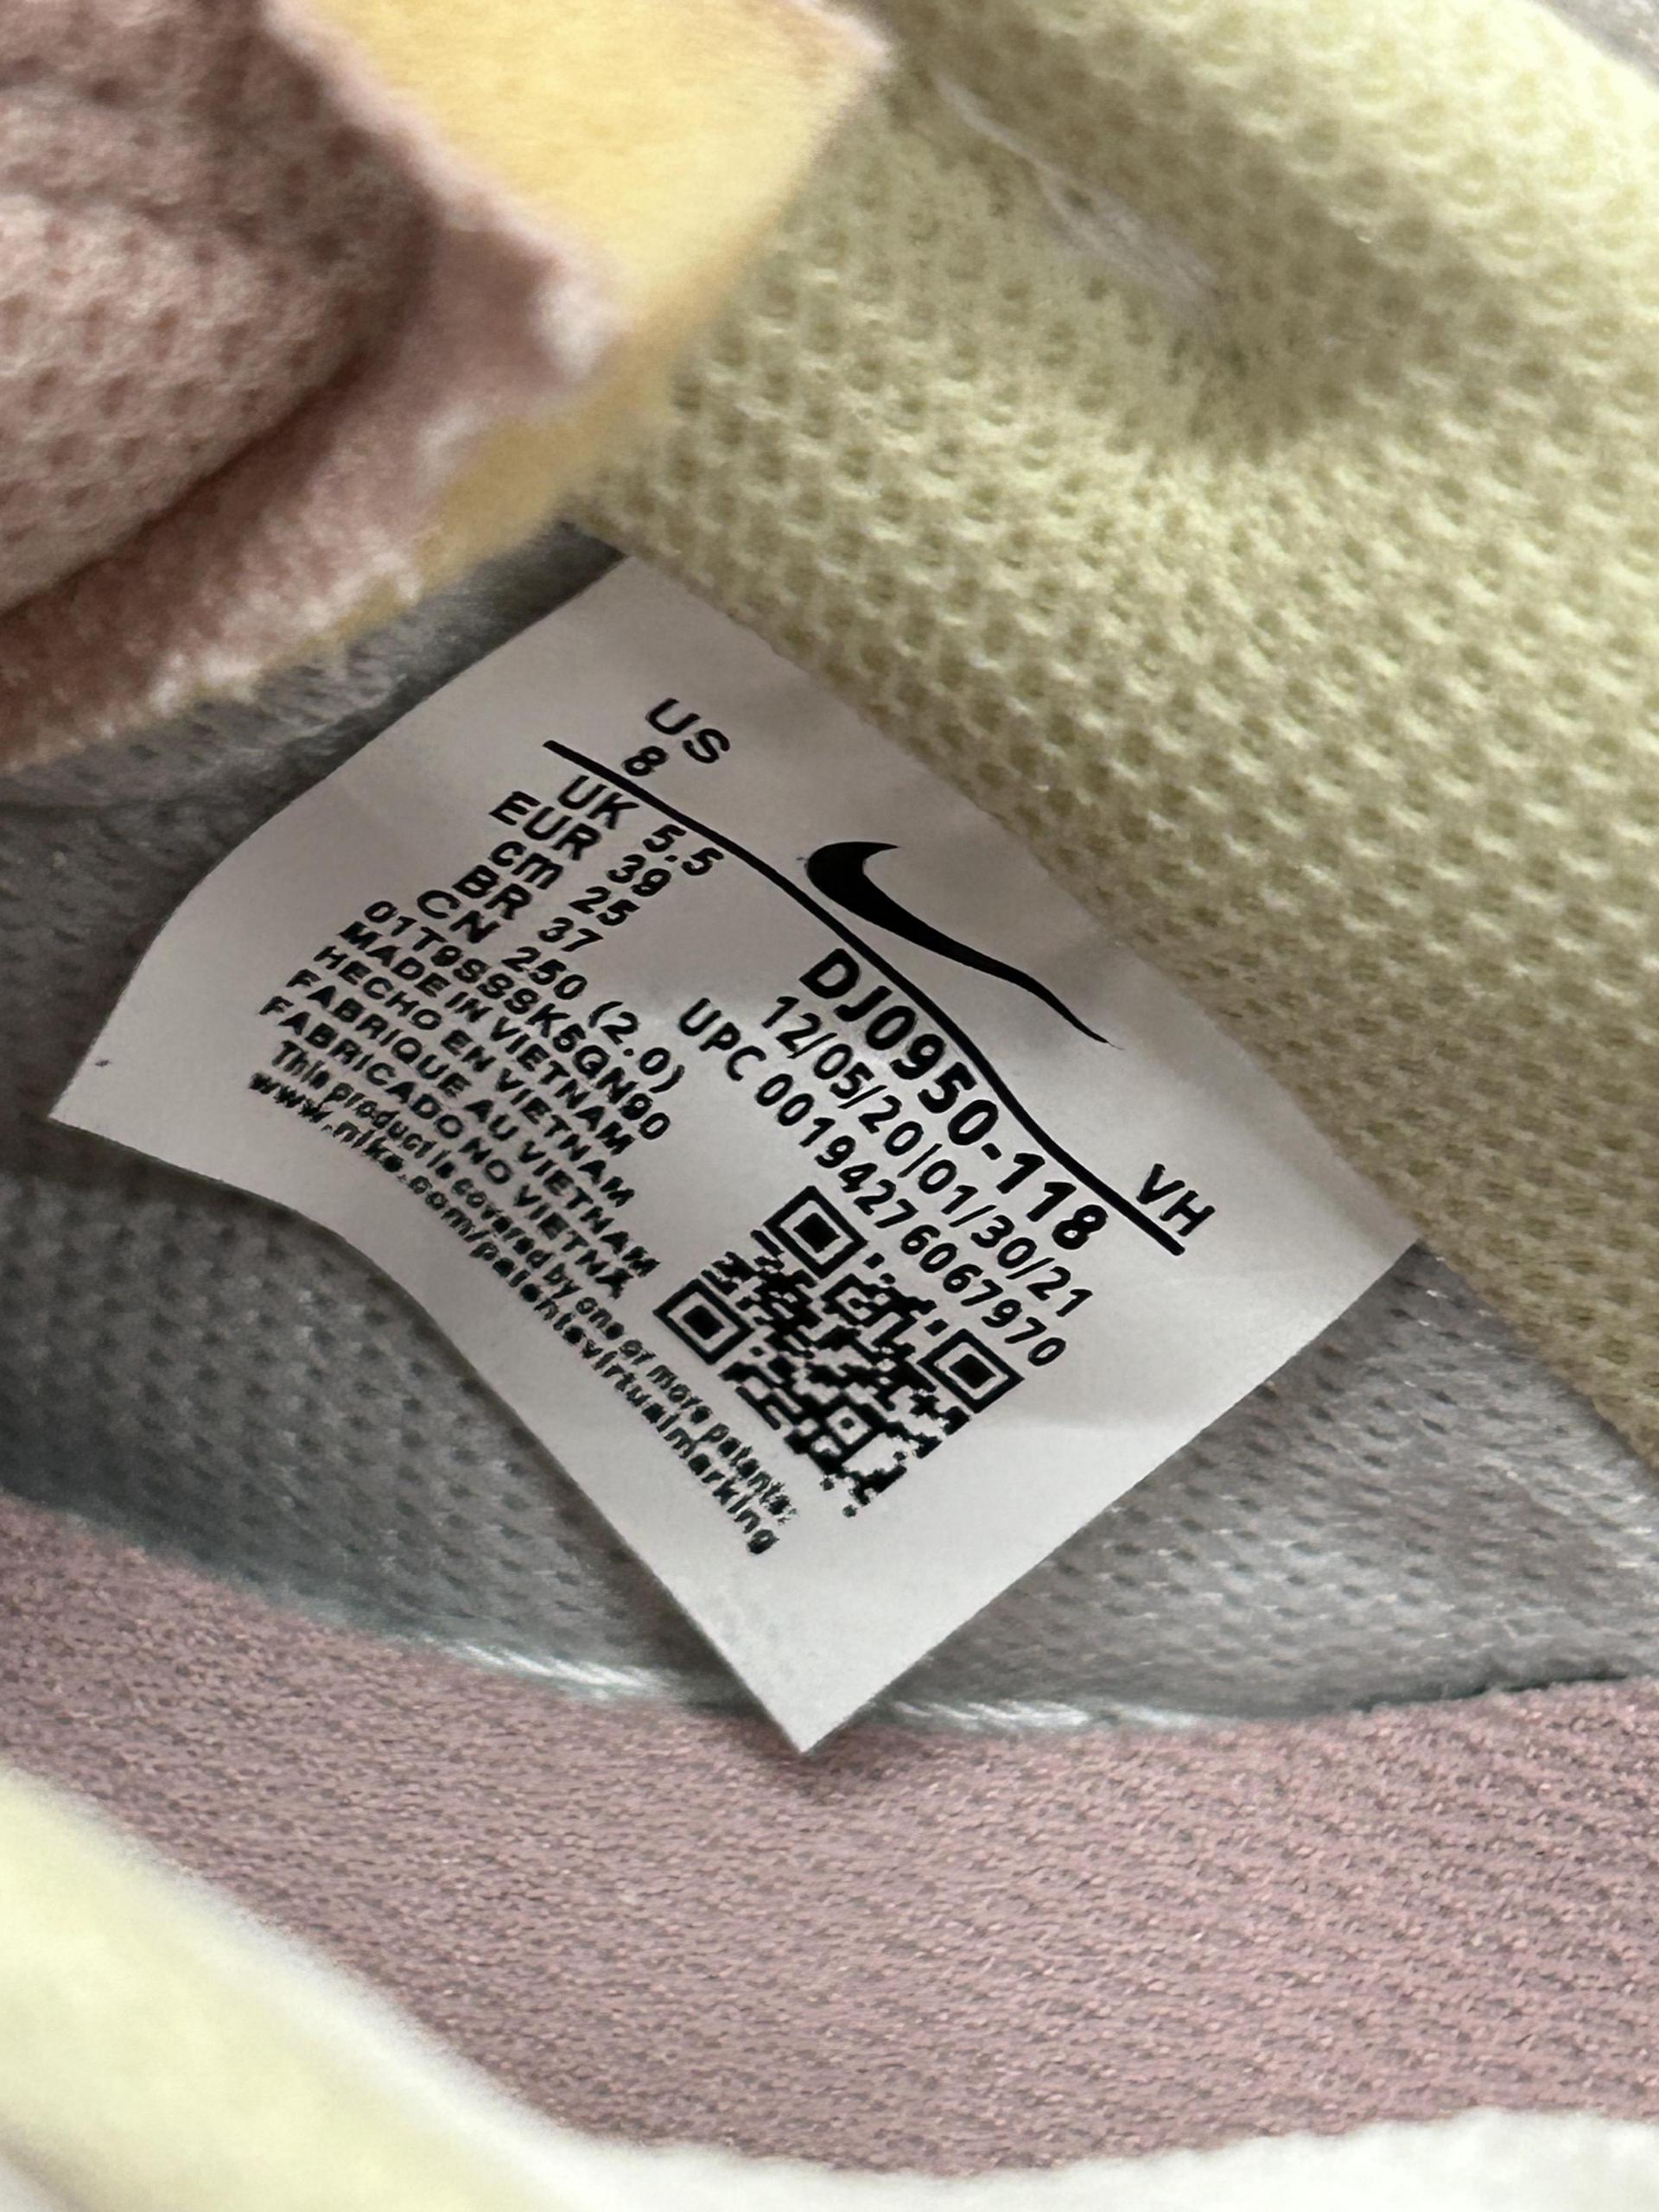 US
8
VH
UK 5.5
EUR 39
cm 25
BR 37
CN 250 (2.0)
01T9SS9K5QN90
MADE IN VIETNAM
HECHO EN VIETNAM
FABRIQUE AU VIETNAM
FABRICADO NO VIETNÃ
This product is covered by one or more patents:
www.nike.com/patentsvirtualmarking
DJ0950-118
12/05/20|01/30/21
UPC 00194276067970